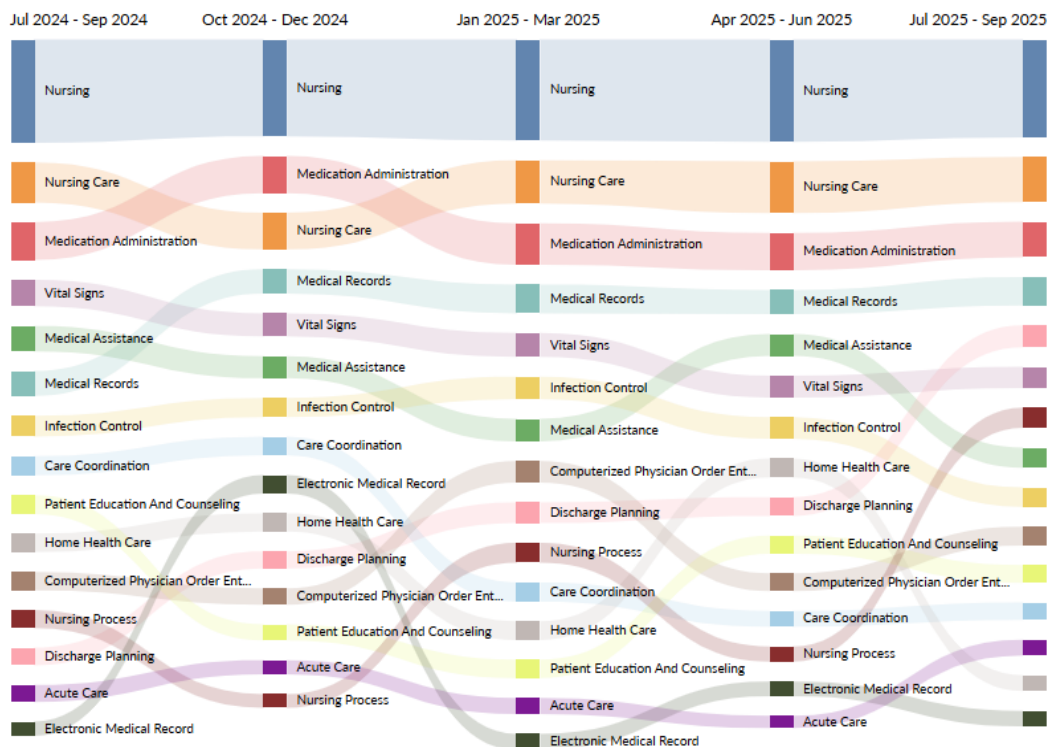 Jul 2024 - Sep 2024
Oct 2024 - Dec 2024
Jan 2025 - Mar 2025
Apr 2025 - Jun 2025
Jul 2025 - Sep 2025
Nursing
Nursing Care
Medication Administration
Vital Signs
Medical Assistance
Medical Records
Infection Control
Care Coordination
Patient Education And Counseling
Home Health Care
Computerized Physician Order Ent...
Nursing Process
Discharge Planning
Acute Care
Electronic Medical Record
Nursing
Medication Administration
Nursing Care
Medical Records
Vital Signs
Medical Assistance
Infection Control
Care Coordination
Electronic Medical Record
Home Health Care
Discharge Planning
Computerized Physician Order Ent...
Patient Education And Counseling
Acute Care
Nursing Process
Nursing
Nursing Care
Medication Administration
Medical Records
Vital Signs
Infection Control
Medical Assistance
Computerized Physician Order Ent...
Discharge Planning
Nursing Process
Care Coordination
Home Health Care
Patient Education And Counseling
Acute Care
Electronic Medical Record
Nursing
Nursing Care
Medication Administration
Medical Records
Medical Assistance
Vital Signs
Infection Control
Home Health Care
Discharge Planning
Patient Education And Counseling
Computerized Physician Order Ent...
Care Coordination
Nursing Process
Electronic Medical Record
Acute Care